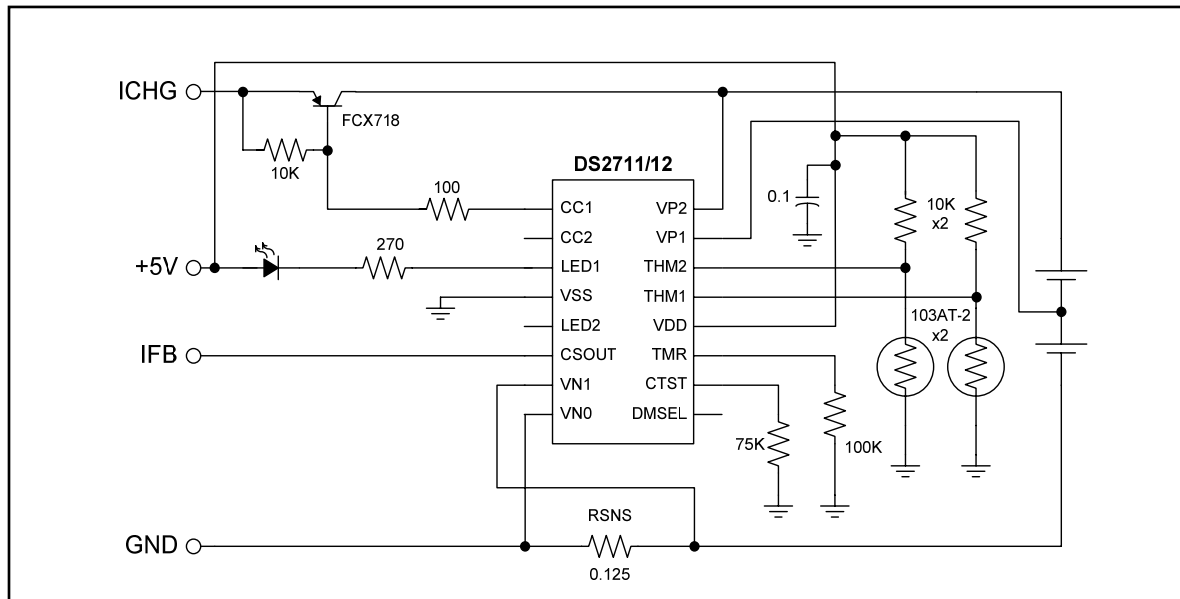 ICHG
FCX718
10K
DS2711/12
100
0.1
10K
x2
CC1
VP2
CC2
VP1
+5V
270
LED1
THM2
VSS
THM1
103AT-2
x2
LED2
VDD
IFB
CSOUT
TMR
VN1
CTST
VN0
DMSEL
75K
100K
RSNS
GND
0.125